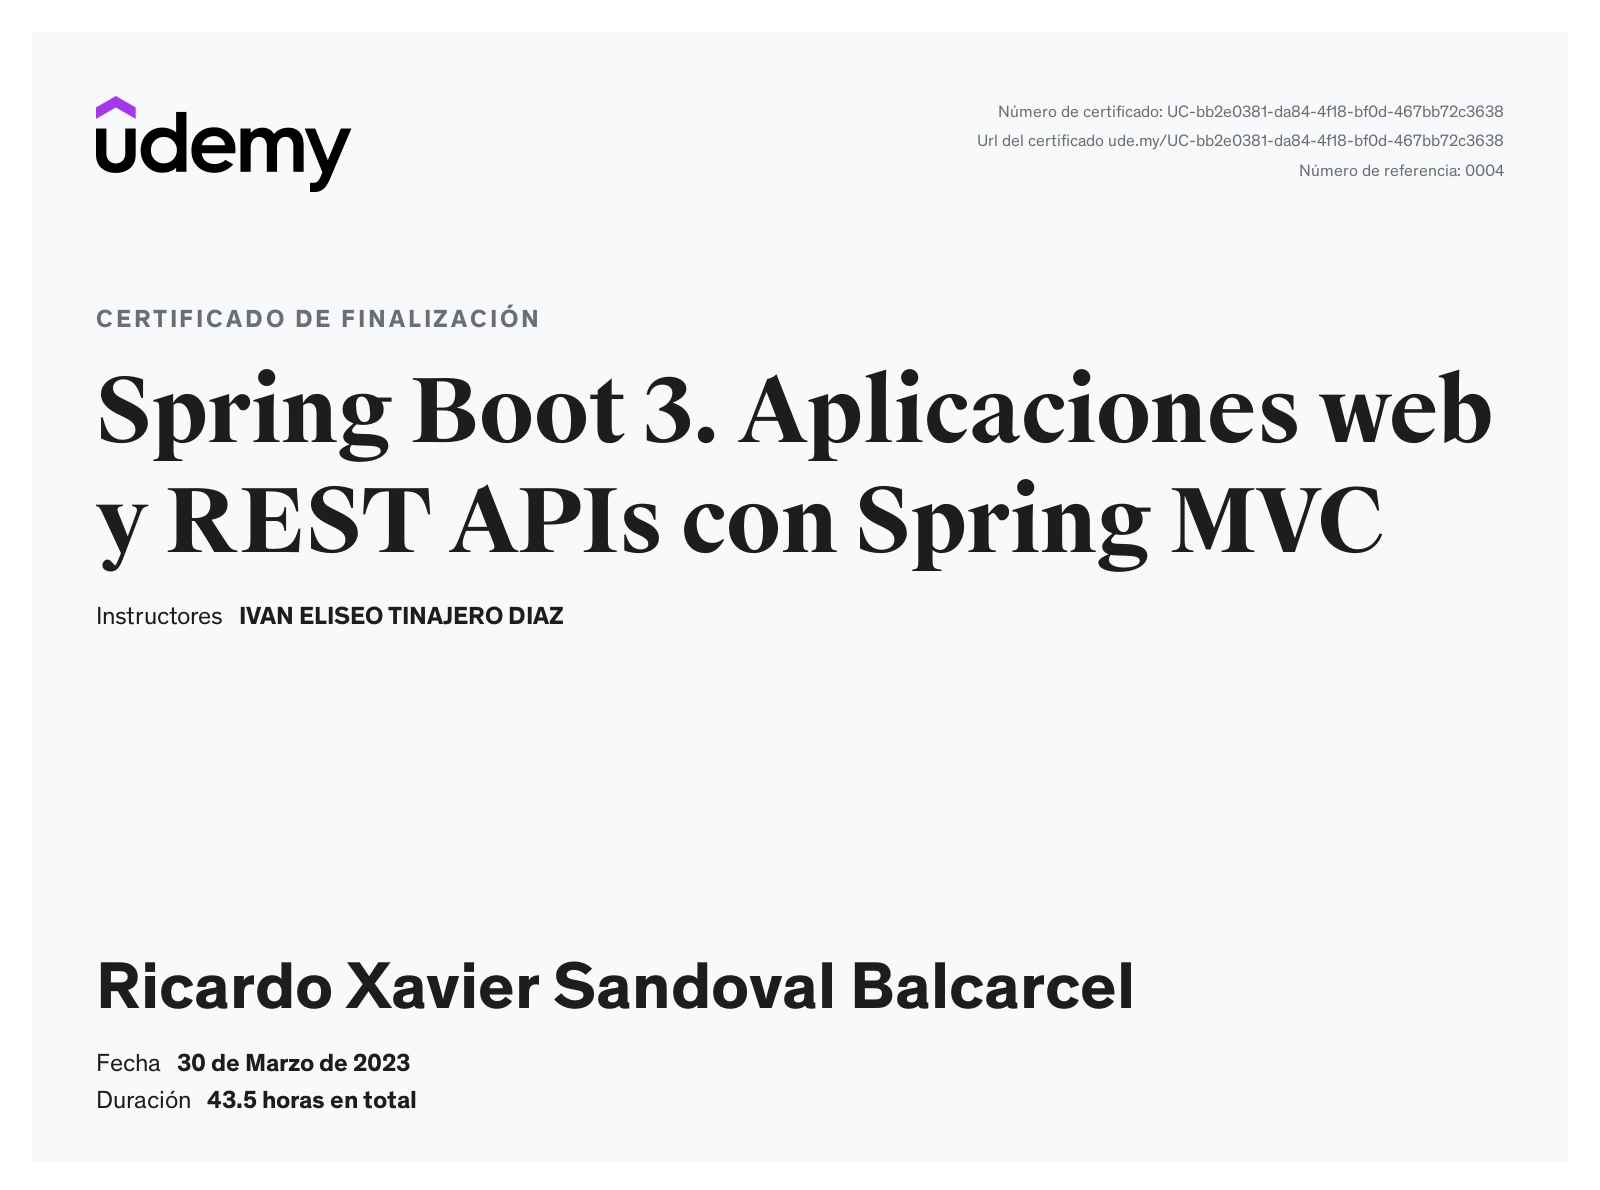 udemy
Número de certificado: UC-bb2e0381-da84-4f18-bf0d-467bb72c3638
Url del certificado ude.my/UC-bb2e0381-da84-4f18-bf0d-467bb72c3638
Número de referencia: 0004
CERTIFICADO DE FINALIZACIÓN
Spring Boot 3. Aplicaciones web
y REST APIs con Spring MVC
Instructores IVAN ELISEO TINAJERO DIAZ
Ricardo Xavier Sandoval Balcarcel
Fecha 30 de Marzo de 2023
Duración 43.5 horas en total